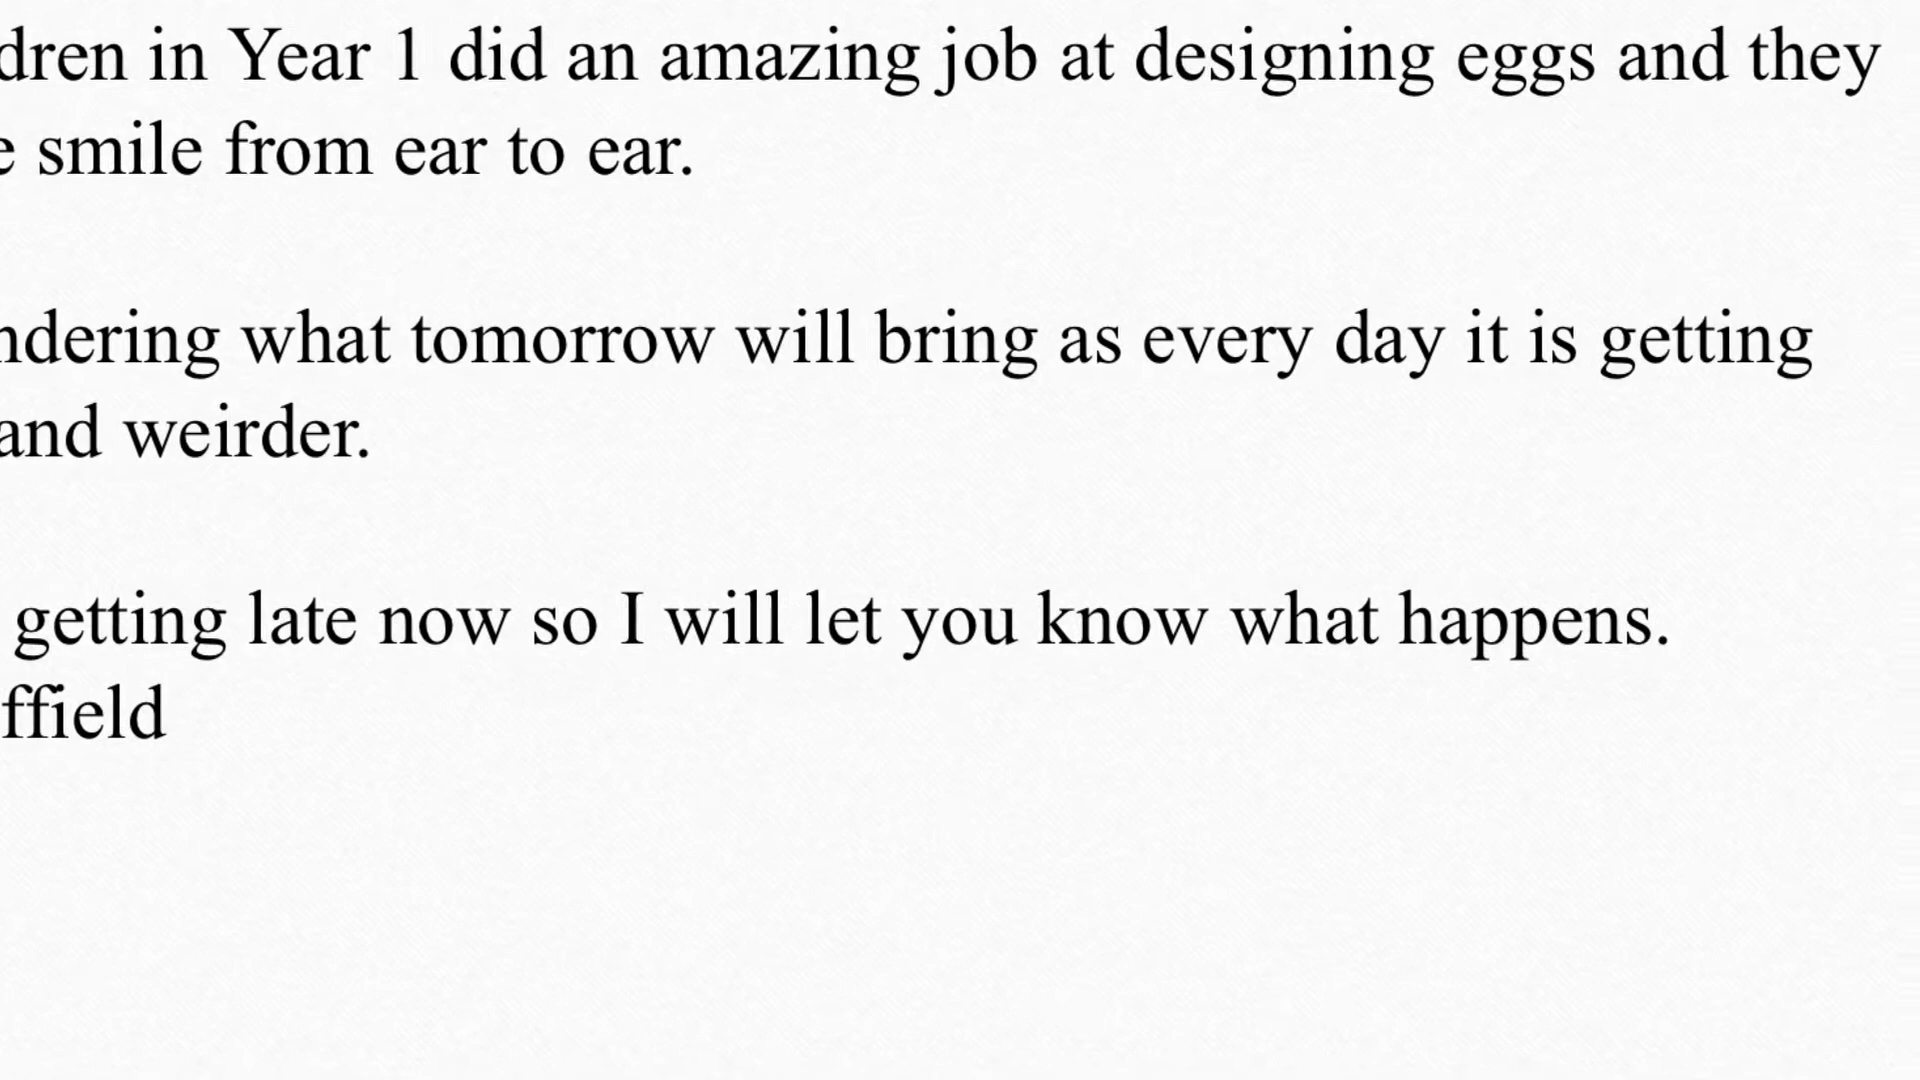 dren in Year 1 did an amazing job at designing eggs and they
e smile from ear to ear.
ndering what tomorrow will bring as every day it is getting
and weirder.
getting late now so I will let you know what happens.
ffield